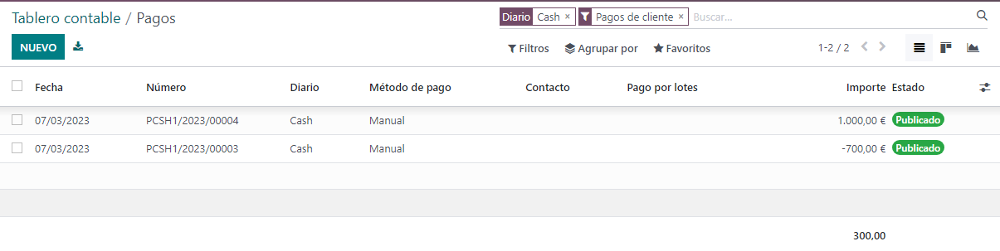 Tablero contable / Pagos
Diario Cash × Pagos de cliente × Buscar...
NUEVO Filtros Agrupar por Favoritos 1-2 / 2
Fecha Número Diario Método de pago Contacto Pago por lotes Importe Estado
07/03/2023 PCSH1/2023/00004 Cash Manual 1.000,00 € Publicado
07/03/2023 PCSH1/2023/00003 Cash Manual -700,00 € Publicado
300,00